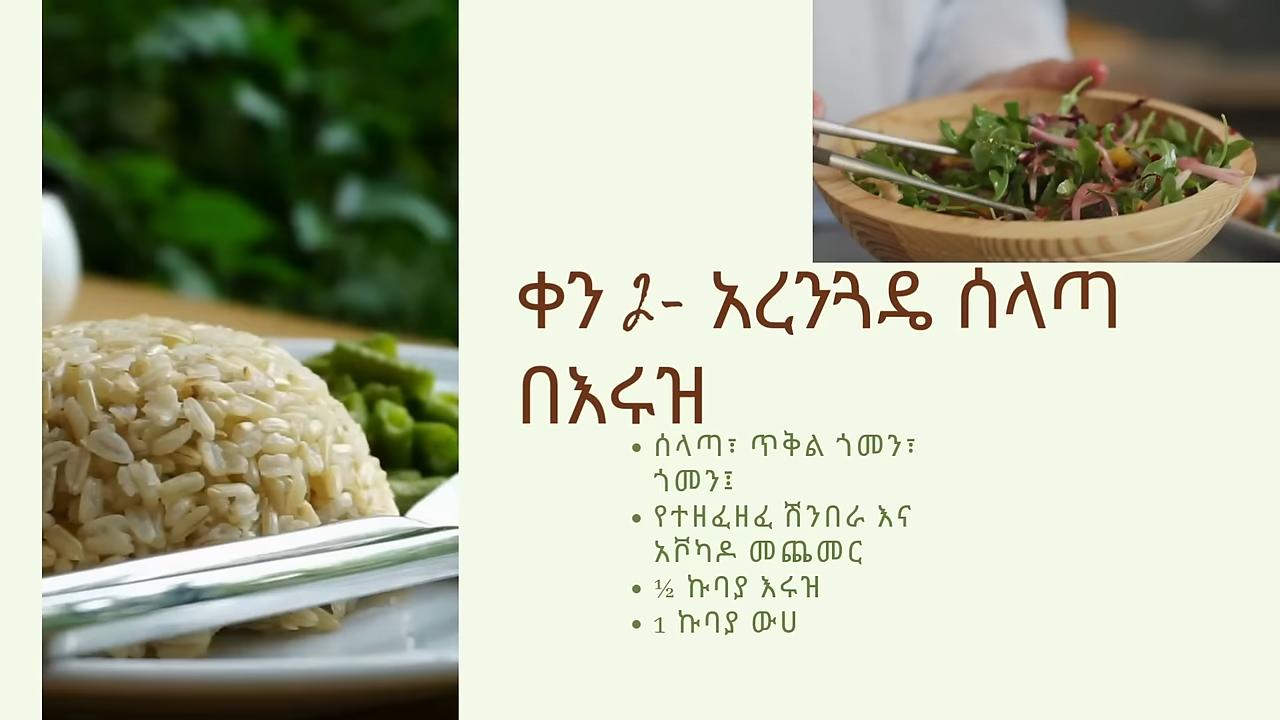 ቀን 2- አረንጓዴ ሰላጣ
በእሩዝ
• ሰላጣ፣ ጥቅል ጎመን፣
ጎመን፤
• የተዘፈዘፈ ሽንበራ እና
አቮካዶ መጨመር
• ½ ኩባያ እሩዝ
• 1 ኩባያ ውሀ